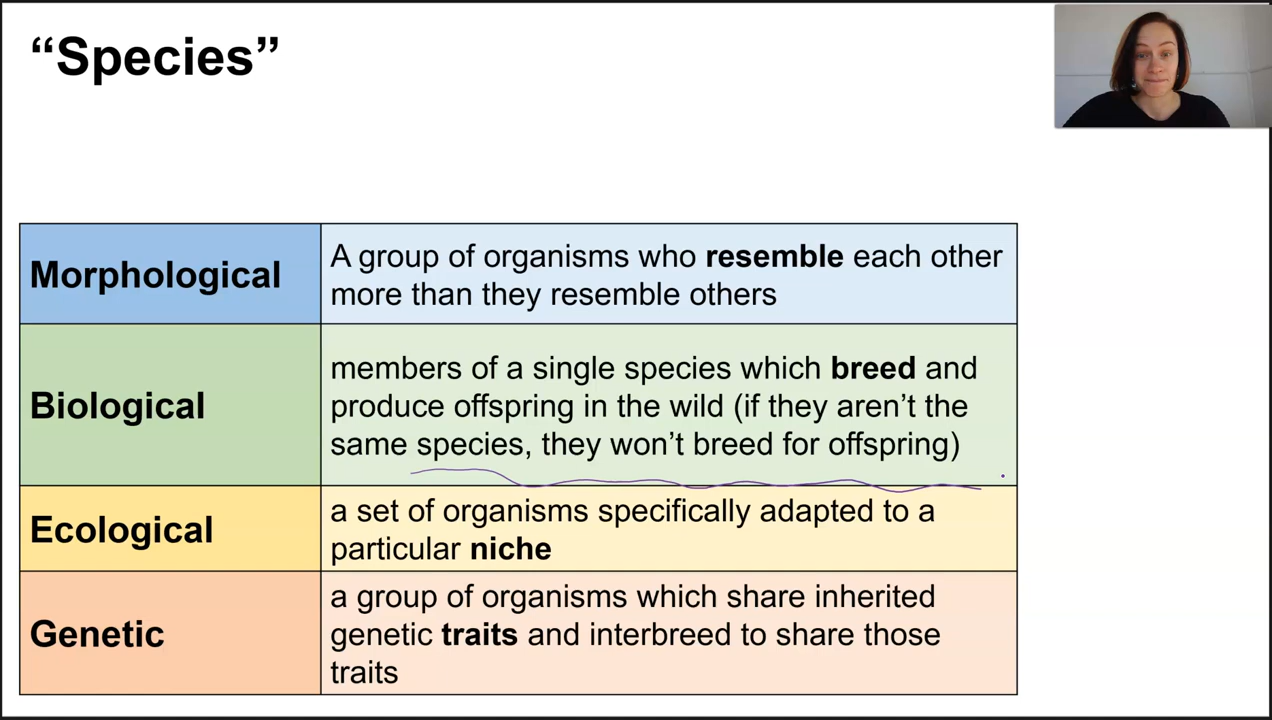 “Species”
Morphological
A group of organisms who resemble each other
more than they resemble others
Biological
members of a single species which breed and
produce offspring in the wild (if they aren’t the
same species, they won’t breed for offspring)
Ecological
a set of organisms specifically adapted to a
particular niche
Genetic
a group of organisms which share inherited
genetic traits and interbreed to share those
traits